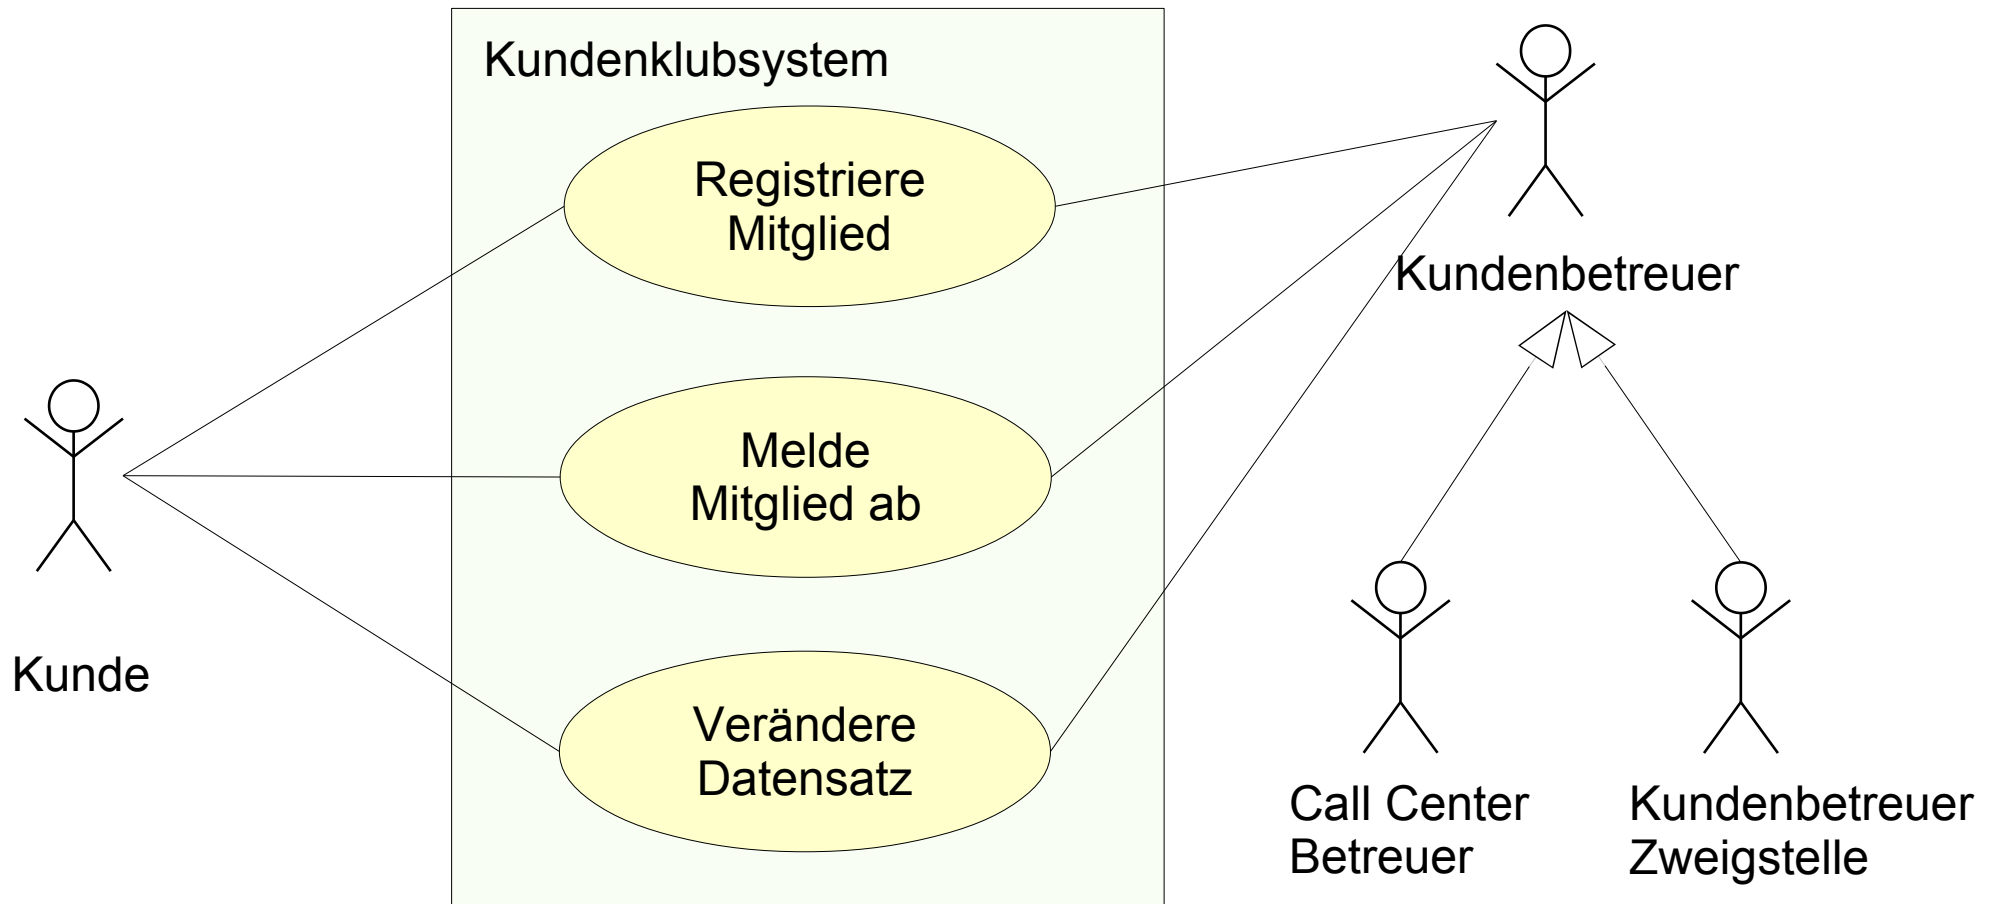 Kundenklubsystem
Registriere
Mitglied
Kundenbetreuer
Melde
Mitglied ab
Kunde
Verändere
Datensatz
Call Center
Betreuer
Kundenbetreuer
Zweigstelle